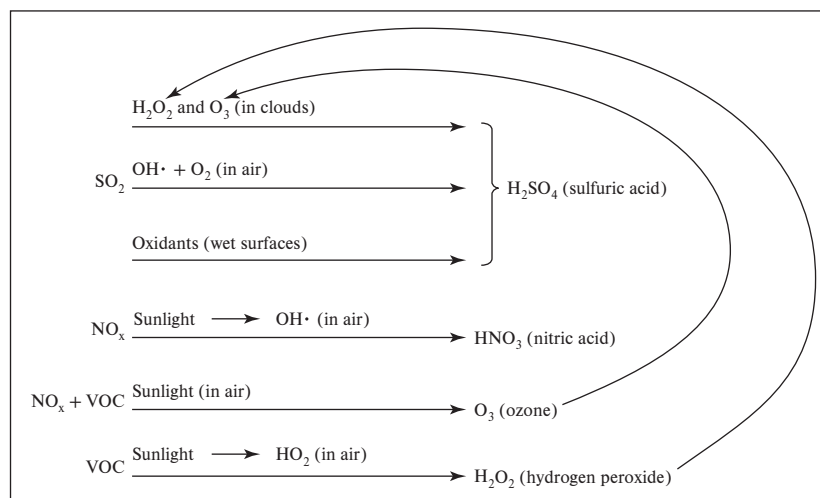 H₂O₂ and O₃ (in clouds)
SO₂ OH· + O₂ (in air)
H₂SO₄ (sulfuric acid)
Oxidants (wet surfaces)
NOₓ Sunlight → OH· (in air)
HNO₃ (nitric acid)
NOₓ + VOC Sunlight (in air)
O₃ (ozone)
VOC Sunlight → HO₂ (in air)
H₂O₂ (hydrogen peroxide)